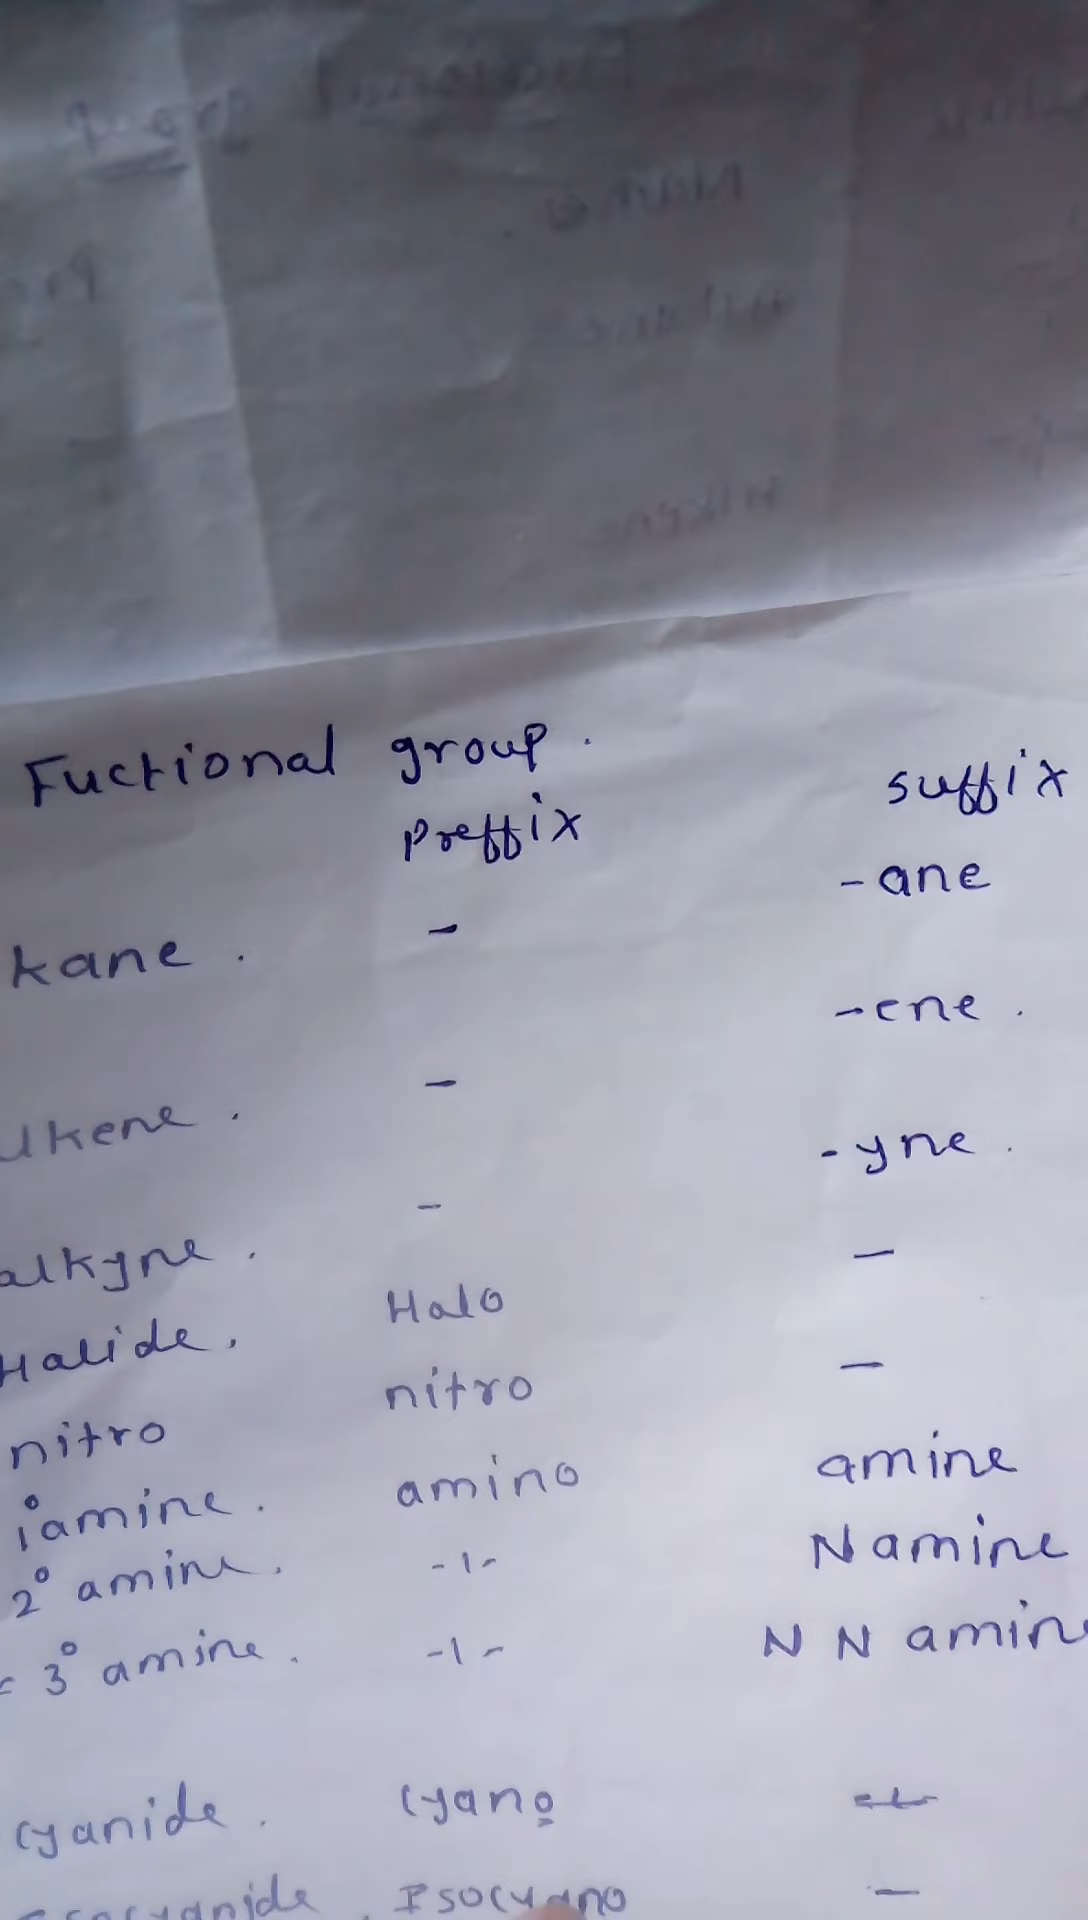 Fuctional group.
Preffix suffix
kane. - - ane
lkene. - - ene.
alkyne. - - yne.
Halide. Halo -
nitro nitro -
1° amine. amino amine
2° amine. -1- N amine
3° amine. -1- N N amine
cyanide. Cyano
Isocyano -